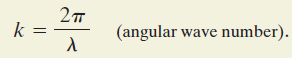 k = 2π / λ (angular wave number).